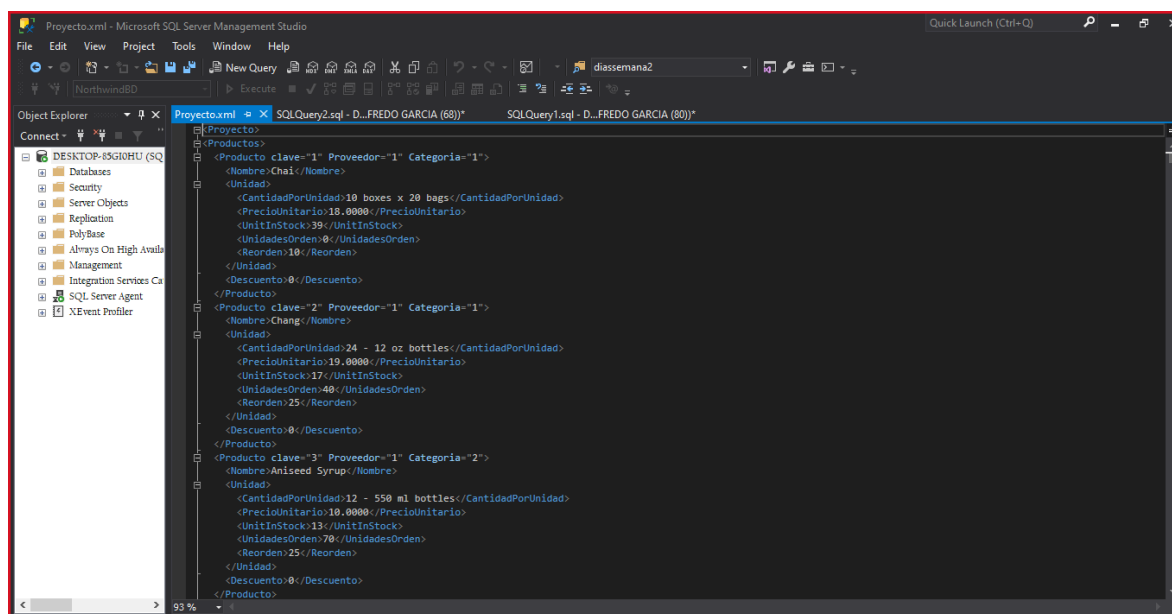 Proyecto.xml - Microsoft SQL Server Management Studio
Quick Launch (Ctrl+Q)
File Edit View Project Tools Window Help
New Query
diassemana2
NorthwindBD
Execute
Object Explorer
Proyecto.xml
SQLQuery2.sql - D...FREDO GARCIA (68))*
SQLQuery1.sql - D...FREDO GARCIA (80))*
Connect
DESKTOP-85GI0HU (SQ
Databases
Security
Server Objects
Replication
PolyBase
Always On High Availa
Management
Integration Services Ca
SQL Server Agent
XEvent Profiler
<Proyecto>
<Productos>
<Producto clave="1" Proveedor="1" Categoria="1">
<Nombre>Chai</Nombre>
<Unidad>
<CantidadPorUnidad>10 boxes x 20 bags</CantidadPorUnidad>
<PrecioUnitario>18.0000</PrecioUnitario>
<UnitInStock>39</UnitInStock>
<UnidadesOrden>0</UnidadesOrden>
<Reorden>10</Reorden>
</Unidad>
<Descuento>0</Descuento>
</Producto>
<Producto clave="2" Proveedor="1" Categoria="1">
<Nombre>Chang</Nombre>
<Unidad>
<CantidadPorUnidad>24 - 12 oz bottles</CantidadPorUnidad>
<PrecioUnitario>19.0000</PrecioUnitario>
<UnitInStock>17</UnitInStock>
<UnidadesOrden>40</UnidadesOrden>
<Reorden>25</Reorden>
</Unidad>
<Descuento>0</Descuento>
</Producto>
<Producto clave="3" Proveedor="1" Categoria="2">
<Nombre>Aniseed Syrup</Nombre>
<Unidad>
<CantidadPorUnidad>12 - 550 ml bottles</CantidadPorUnidad>
<PrecioUnitario>10.0000</PrecioUnitario>
<UnitInStock>13</UnitInStock>
<UnidadesOrden>70</UnidadesOrden>
<Reorden>25</Reorden>
</Unidad>
<Descuento>0</Descuento>
</Producto>
93 %